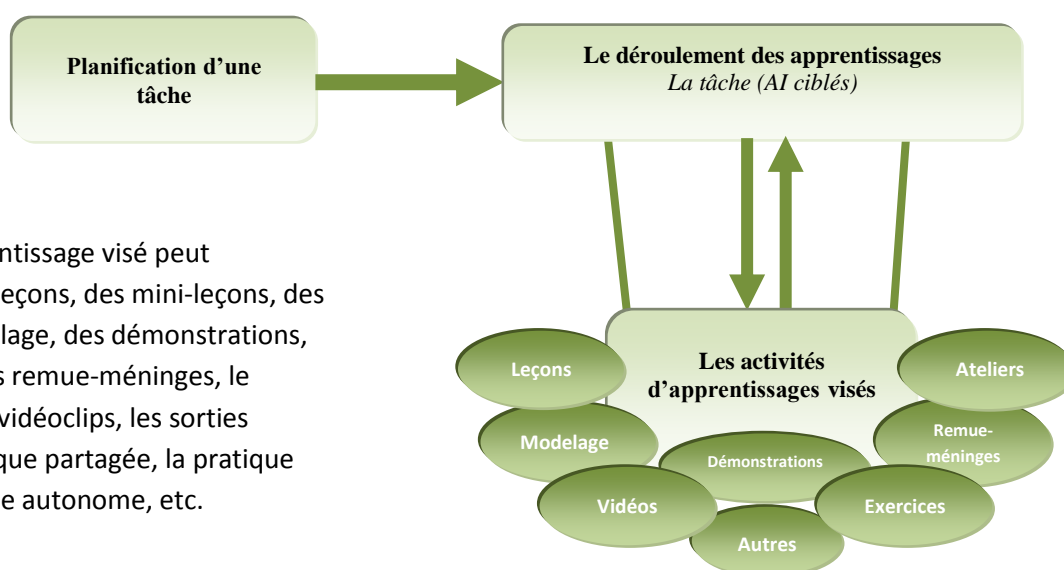 Planification d’une
tâche
Le déroulement des apprentissages
La tâche (AI ciblés)
ntissage visé peut
eçons, des mini-leçons, des
lage, des démonstrations,
s remue-méninges, le
vidéoclips, les sorties
que partagée, la pratique
e autonome, etc.
Les activités
d’apprentissages visés
Leçons
Modelage
Vidéos
Démonstrations
Autres
Exercices
Remue-
méninges
Ateliers